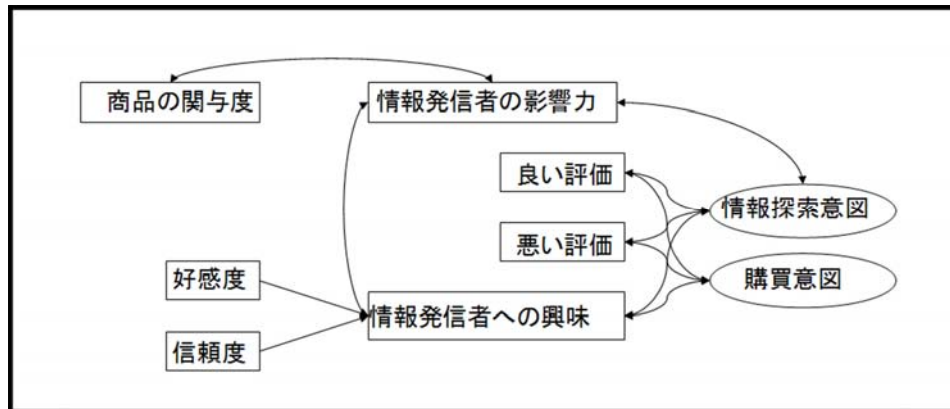 商品の関与度
情報発信者の影響力
良い評価
情報探索意図
悪い評価
購買意図
好感度
情報発信者への興味
信頼度